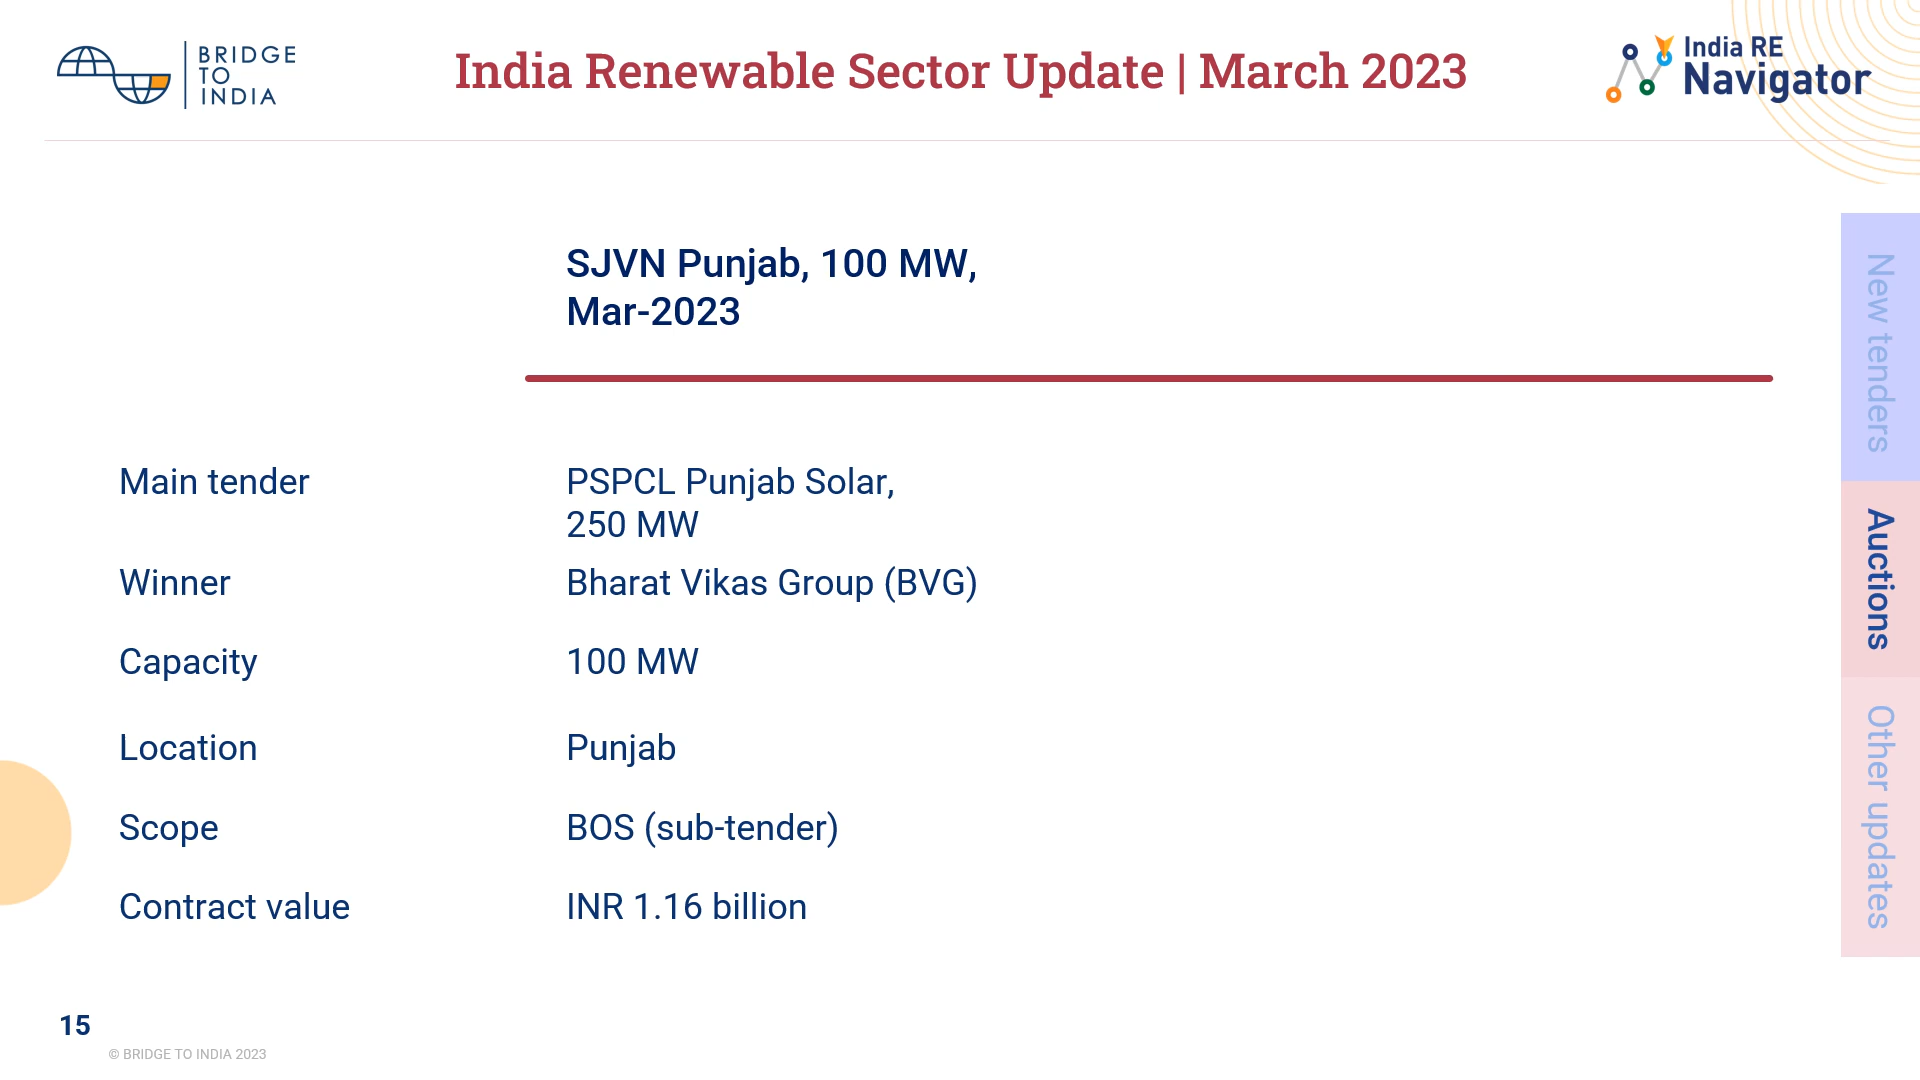 BRIDGE
TO
INDIA
India Renewable Sector Update | March 2023
India RE
Navigator
SJVN Punjab, 100 MW,
Mar-2023
Main tender
PSPCL Punjab Solar,
250 MW
Winner
Bharat Vikas Group (BVG)
Capacity
100 MW
Location
Punjab
Scope
BOS (sub-tender)
Contract value
INR 1.16 billion
New tenders
Auctions
Other updates
15
© BRIDGE TO INDIA 2023